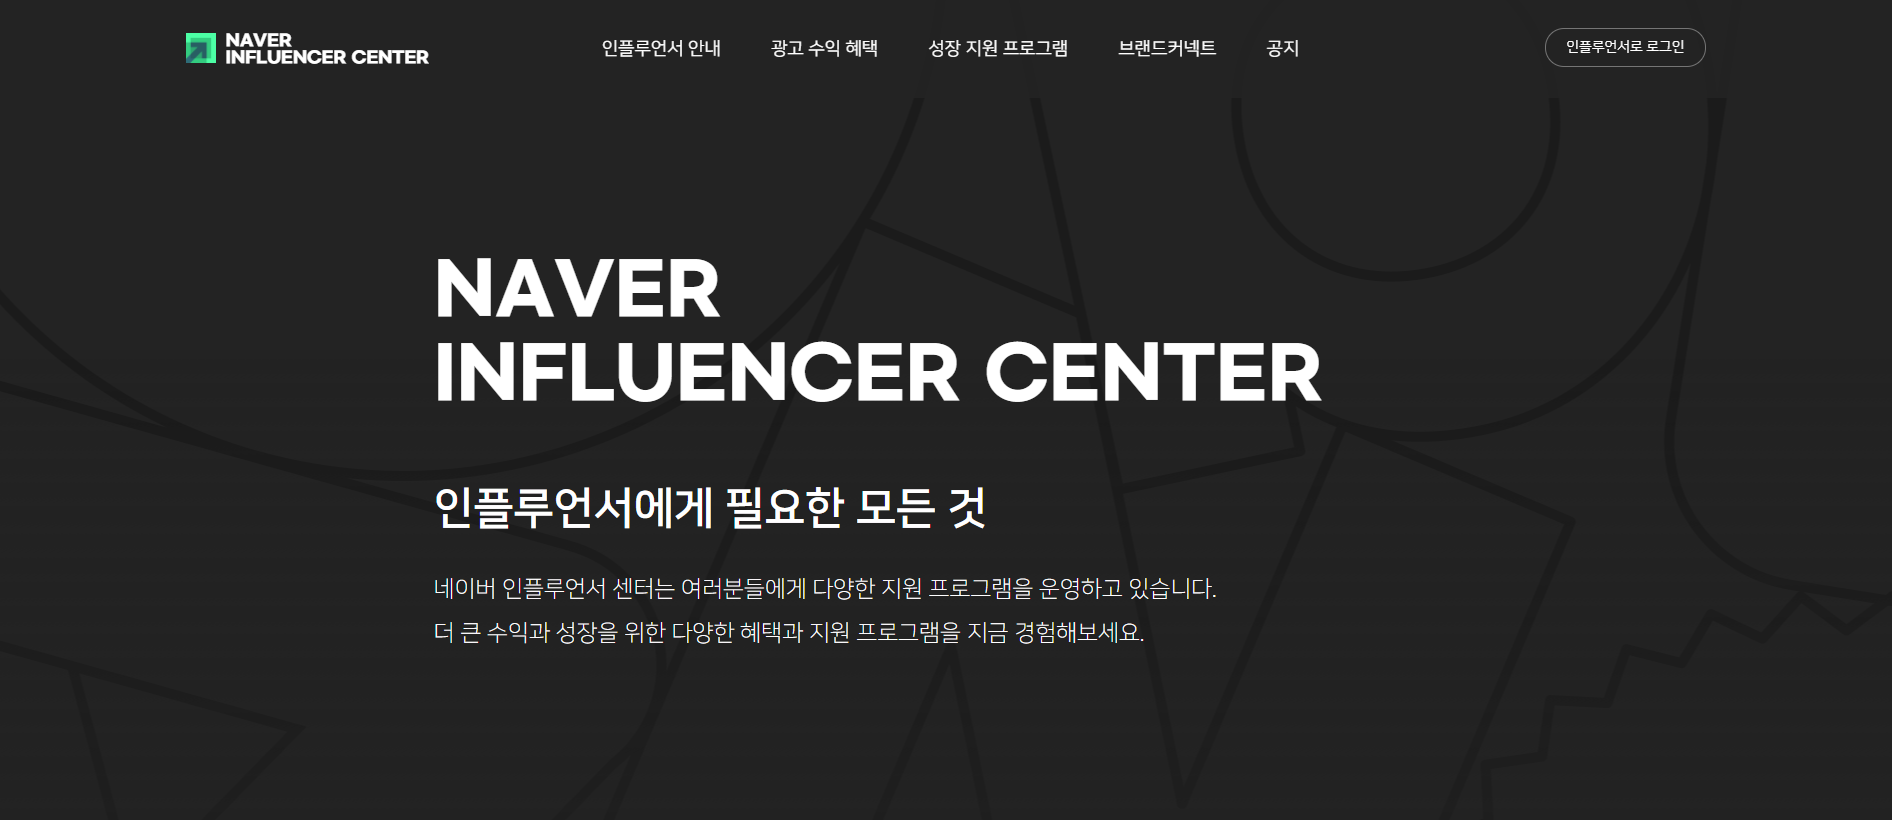 NAVER
INFLUENCER CENTER
인플루언서 안내
광고 수익 혜택
성장 지원 프로그램
브랜드커넥트
공지
인플루언서로 로그인
NAVER
INFLUENCER CENTER
인플루언서에게 필요한 모든 것
네이버 인플루언서 센터는 여러분들에게 다양한 지원 프로그램을 운영하고 있습니다.
더 큰 수익과 성장을 위한 다양한 혜택과 지원 프로그램을 지금 경험해보세요.